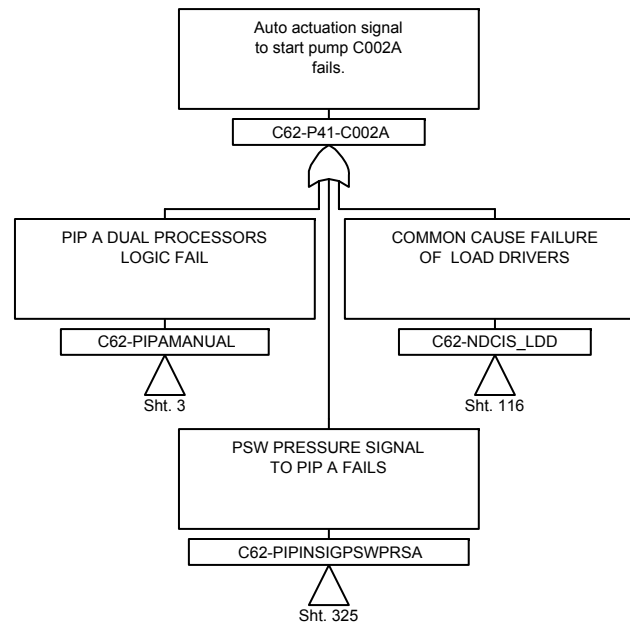 Auto actuation signal
to start pump C002A
fails.
C62-P41-C002A
PIP A DUAL PROCESSORS
LOGIC FAIL
C62-PIPAMANUAL
Sht. 3
COMMON CAUSE FAILURE
OF LOAD DRIVERS
C62-NDCIS_LDD
Sht. 116
PSW PRESSURE SIGNAL
TO PIP A FAILS
C62-PIPINSIGPSWPRSA
Sht. 325